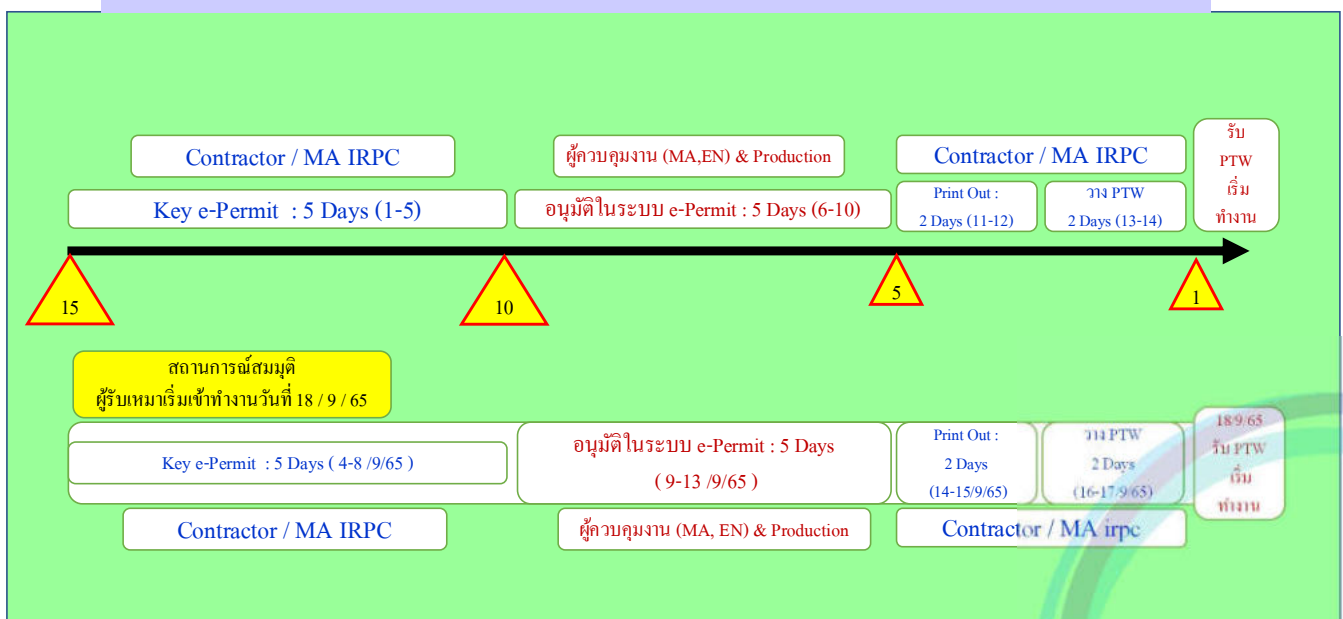 Contractor / MA IRPC
ผู้ควบคุมงาน (MA,EN) & Production
Contractor / MA IRPC
รับ
PTW
เริ่ม
ทำงาน
Key e-Permit : 5 Days (1-5)
อนุมัติในระบบ e-Permit : 5 Days (6-10)
Print Out :
2 Days (11-12)
วาง PTW
2 Days (13-14)
15
10
5
1
สถานการณ์สมมุติ
ผู้รับเหมาเริ่มเข้าทำงานวันที่ 18 / 9 / 65
Key e-Permit : 5 Days ( 4-8 /9/65 )
อนุมัติในระบบ e-Permit : 5 Days
( 9-13 /9/65 )
Print Out :
2 Days
(14-15/9/65)
วาง PTW
2 Days
(16-17/9/65)
18/9/65
รับ PTW
เริ่ม
ทำงาน
Contractor / MA IRPC
ผู้ควบคุมงาน (MA, EN) & Production
Contractor / MA irpc